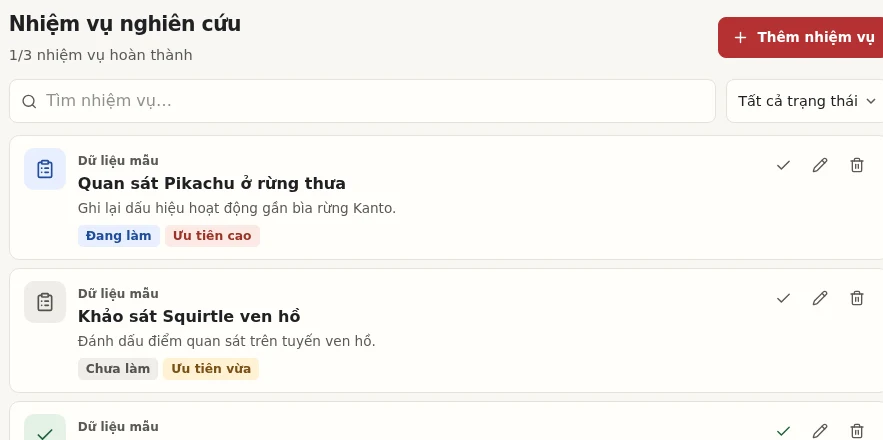 Nhiệm vụ nghiên cứu
1/3 nhiệm vụ hoàn thành
Thêm nhiệm vụ
Tìm nhiệm vụ...
Tất cả trạng thái
Dữ liệu mẫu
Quan sát Pikachu ở rừng thưa
Ghi lại dấu hiệu hoạt động gần bìa rừng Kanto.
Đang làm Ưu tiên cao
Dữ liệu mẫu
Khảo sát Squirtle ven hồ
Đánh dấu điểm quan sát trên tuyến ven hồ.
Chưa làm Ưu tiên vừa
Dữ liệu mẫu